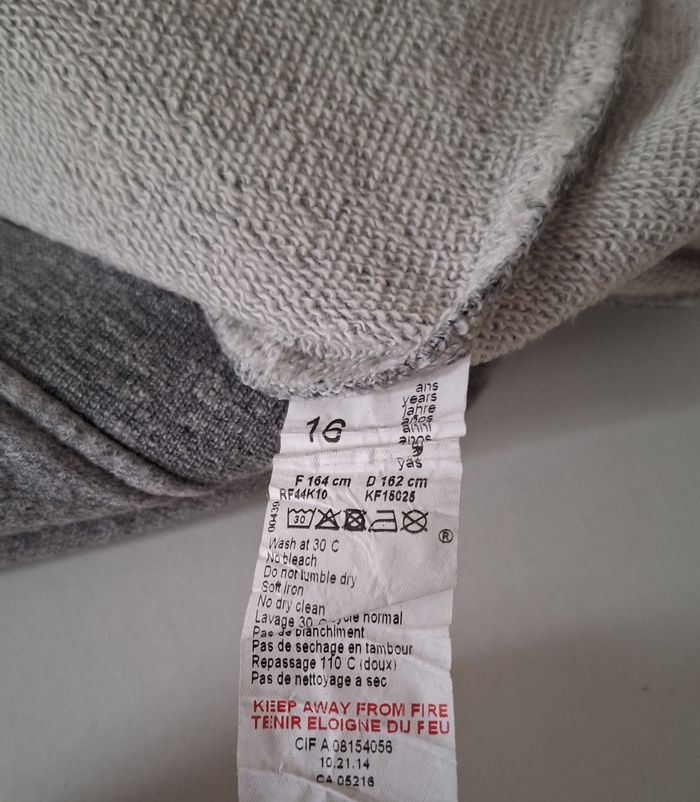 ans
years
Jahre
años
anni
anos
yas
16
F 164 cm D 162 cm
RF44K10 KF15025
00439
30
®
Wash at 30 C
No bleach
Do not tumble dry
Soft Iron
No dry clean
Lavage 30 cycle normal
Pas de blanchiment
Pas de sechage en tambour
Repassage 110 C (doux)
Pas de nettoyage a sec
KEEP AWAY FROM FIRE
TENIR ELOIGNE DU FEU
CIF A 08154056
10.21.14
CA 05216